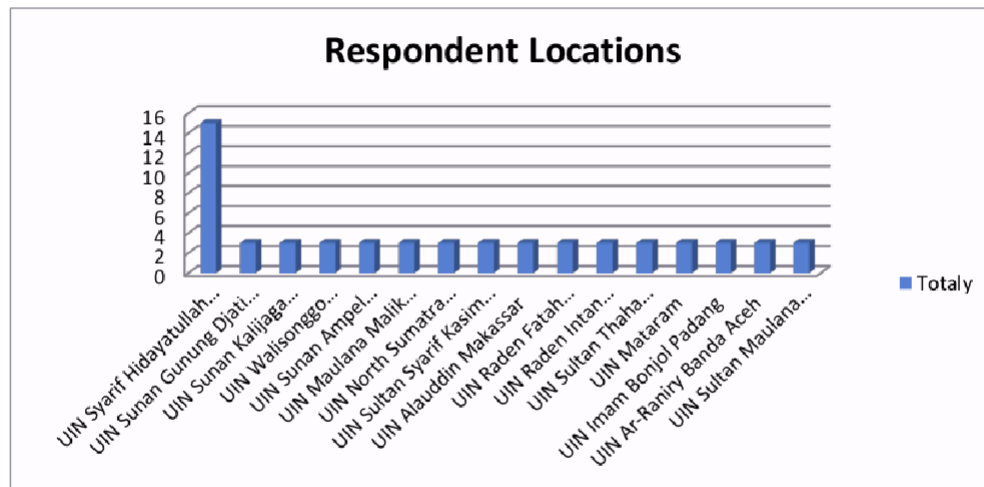 Respondent Locations
16
14
12
10
8
6
4
2
0
UIN Syarif Hidayatullah...
UIN Sunan Gunung Djati...
UIN Sunan Kalijaga...
UIN Walisonggo...
UIN Sunan Ampel...
UIN Maulana Malik...
UIN North Sumatra...
UIN Sultan Syarif Kasim...
UIN Alauddin Makassar
UIN Raden Fatah...
UIN Raden Intan...
UIN Sultan Thaha...
UIN Mataram
UIN Imam Bonjol Padang
UIN Ar-Raniry Banda Aceh
UIN Sultan Maulana...
Totaly